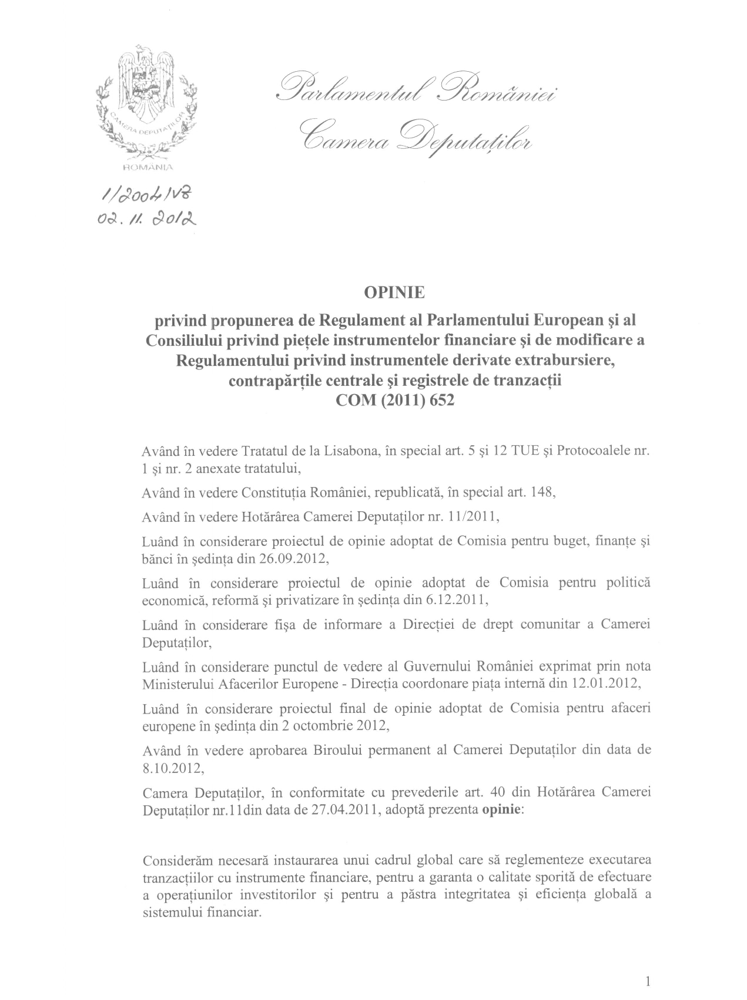 Parlamentul României
Camera Deputaților
CAMERA DEPUTAȚILOR
ROMÂNIA
1/2004/VZ
02. 11. 2012
OPINIE
privind propunerea de Regulament al Parlamentului European şi al
Consiliului privind pieţele instrumentelor financiare şi de modificare a
Regulamentului privind instrumentele derivate extrabursiere,
contrapărţile centrale şi registrele de tranzacţii
COM (2011) 652
Având în vedere Tratatul de la Lisabona, în special art. 5 şi 12 TUE şi Protocoalele nr.
1 şi nr. 2 anexate tratatului,
Având în vedere Constituţia României, republicată, în special art. 148,
Având în vedere Hotărârea Camerei Deputaţilor nr. 11/2011,
Luând în considerare proiectul de opinie adoptat de Comisia pentru buget, finanţe şi
bănci în şedinţa din 26.09.2012,
Luând în considerare proiectul de opinie adoptat de Comisia pentru politică
economică, reformă şi privatizare în şedinţa din 6.12.2011,
Luând în considerare fişa de informare a Direcţiei de drept comunitar a Camerei
Deputaţilor,
Luând în considerare punctul de vedere al Guvernului României exprimat prin nota
Ministerului Afacerilor Europene - Direcţia coordonare piaţa internă din 12.01.2012,
Luând în considerare proiectul final de opinie adoptat de Comisia pentru afaceri
europene în şedinţa din 2 octombrie 2012,
Având în vedere aprobarea Biroului permanent al Camerei Deputaţilor din data de
8.10.2012,
Camera Deputaţilor, în conformitate cu prevederile art. 40 din Hotărârea Camerei
Deputaţilor nr.11din data de 27.04.2011, adoptă prezenta opinie:
Considerăm necesară instaurarea unui cadrul global care să reglementeze executarea
tranzacţiilor cu instrumente financiare, pentru a garanta o calitate sporită de efectuare
a operaţiunilor investitorilor şi pentru a păstra integritatea şi eficienţa globală a
sistemului financiar.
1